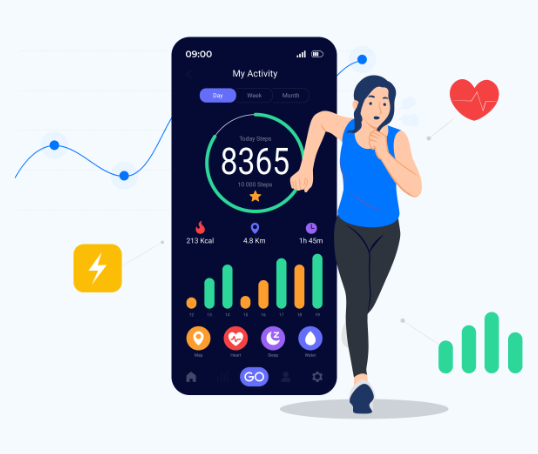 09:00
My Activity
Day Week Month
Today Steps
8365
10 000 Steps
213 Kcal 4.8 Km 1h 45m
12 13 14 15 16 17 18 19
Map Heart Sleep Water
GO